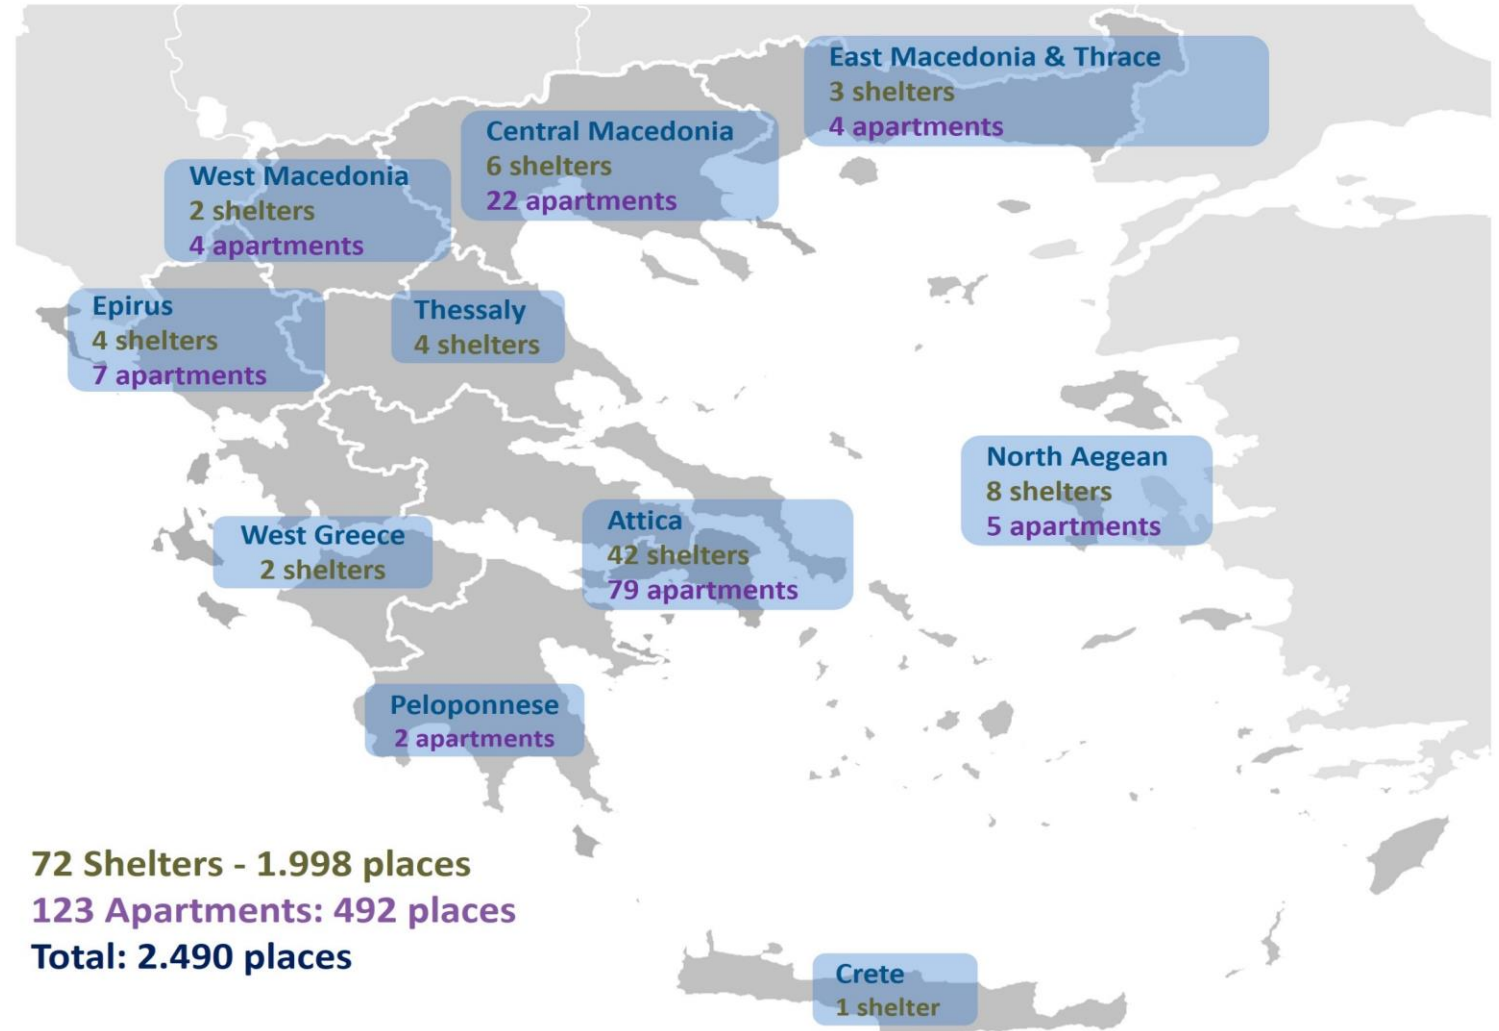 East Macedonia & Thrace
3 shelters
4 apartments
Central Macedonia
6 shelters
22 apartments
West Macedonia
2 shelters
4 apartments
Epirus
4 shelters
7 apartments
Thessaly
4 shelters
North Aegean
8 shelters
5 apartments
Attica
42 shelters
79 apartments
West Greece
2 shelters
Peloponnese
2 apartments
72 Shelters - 1.998 places
123 Apartments: 492 places
Total: 2.490 places
Crete
1 shelter